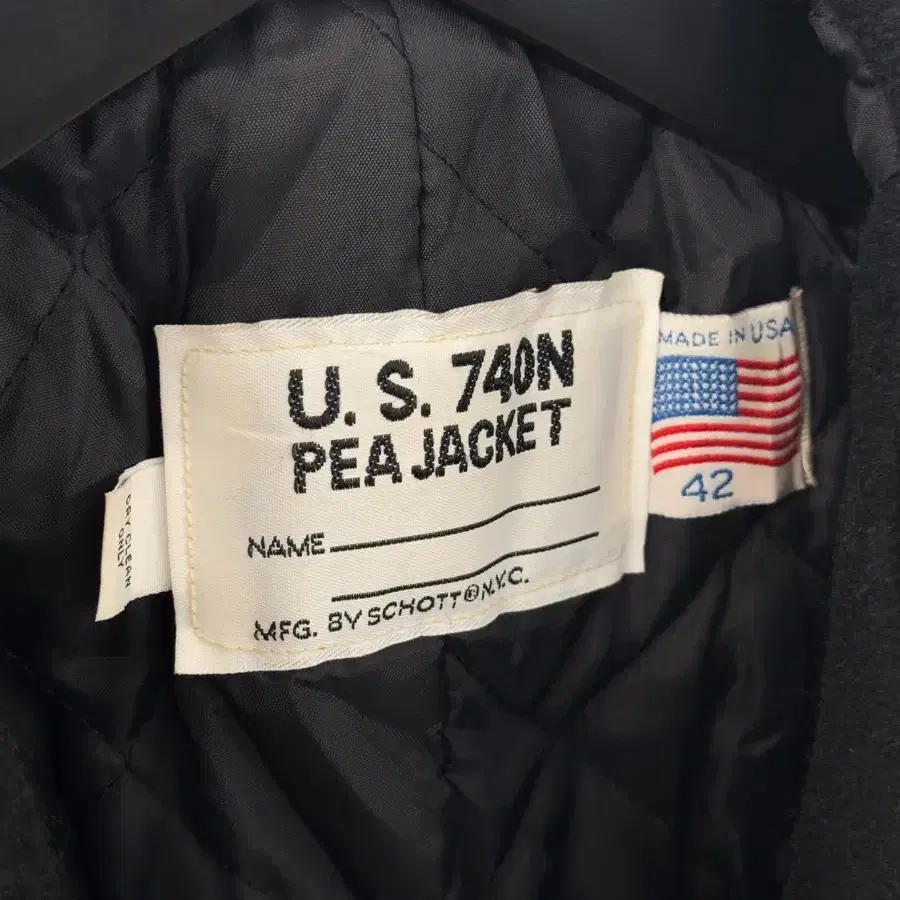 U. S. 740N
PEA JACKET
NAME
MFG. BY SCHOTT® N.Y.C.
MADE IN USA
42
DRY CLEAN
ONLY